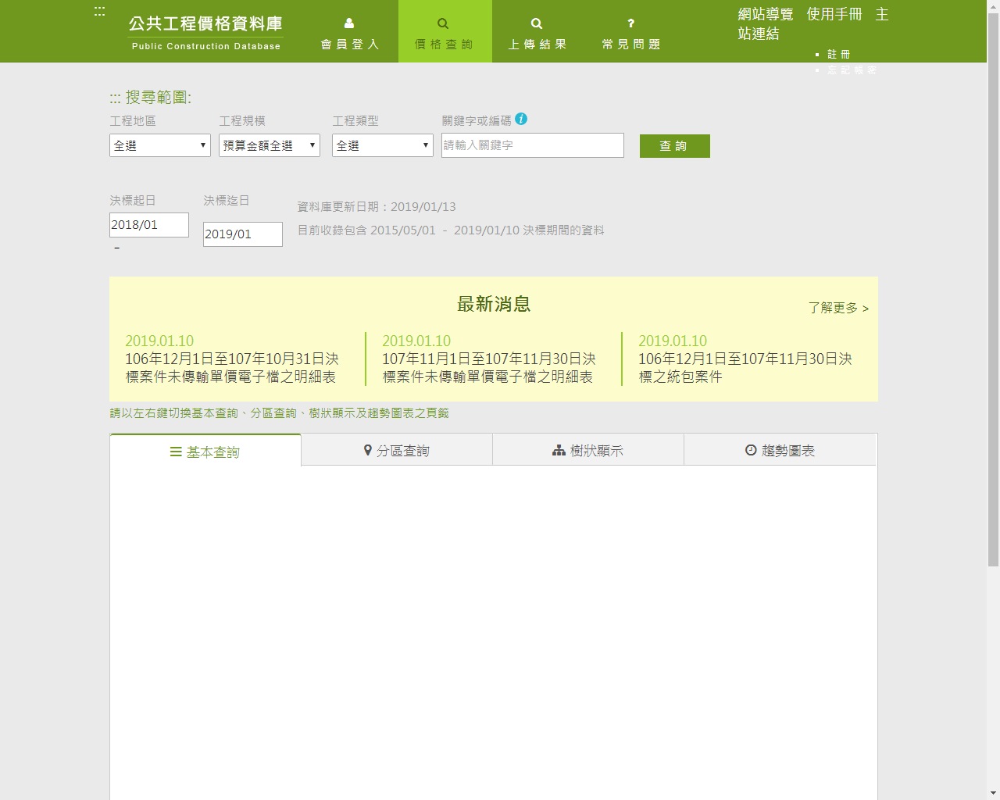 :::
公共工程價格資料庫
Public Construction Database
會員登入
價格查詢
上傳結果
常見問題
網站導覽 使用手冊 主
站連結
註冊
忘記帳密
::: 搜尋範圍:
工程地區 工程規模 工程類型 關鍵字或編碼
全選 預算金額全選 全選 請輸入關鍵字 查詢
決標起日 決標迄日
資料庫更新日期：2019/01/13
2018/01 2019/01
目前收錄包含 2015/05/01 - 2019/01/10 決標期間的資料
最新消息
了解更多 >
2019.01.10
106年12月1日至107年10月31日決
標案件未傳輸單價電子檔之明細表
2019.01.10
107年11月1日至107年11月30日決
標案件未傳輸單價電子檔之明細表
2019.01.10
106年12月1日至107年11月30日決
標之統包案件
請以左右鍵切換基本查詢、分區查詢、樹狀顯示及趨勢圖表之頁籤
基本查詢 分區查詢 樹狀顯示 趨勢圖表